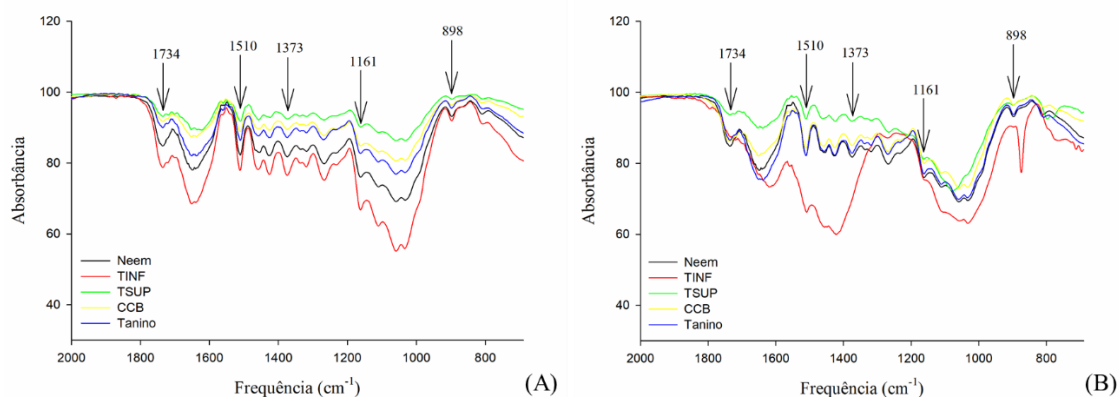 120
100
80
60
40
Absorbância
1734
1510
1373
1161
898
Neem
TINF
TSUP
CCB
Tanino
2000
1800
1600
1400
1200
1000
800
Frequência (cm⁻¹)
(A)
120
100
80
60
40
Absorbância
1734
1510
1373
1161
898
Neem
TINF
TSUP
CCB
Tanino
2000
1800
1600
1400
1200
1000
800
Frequência (cm⁻¹)
(B)